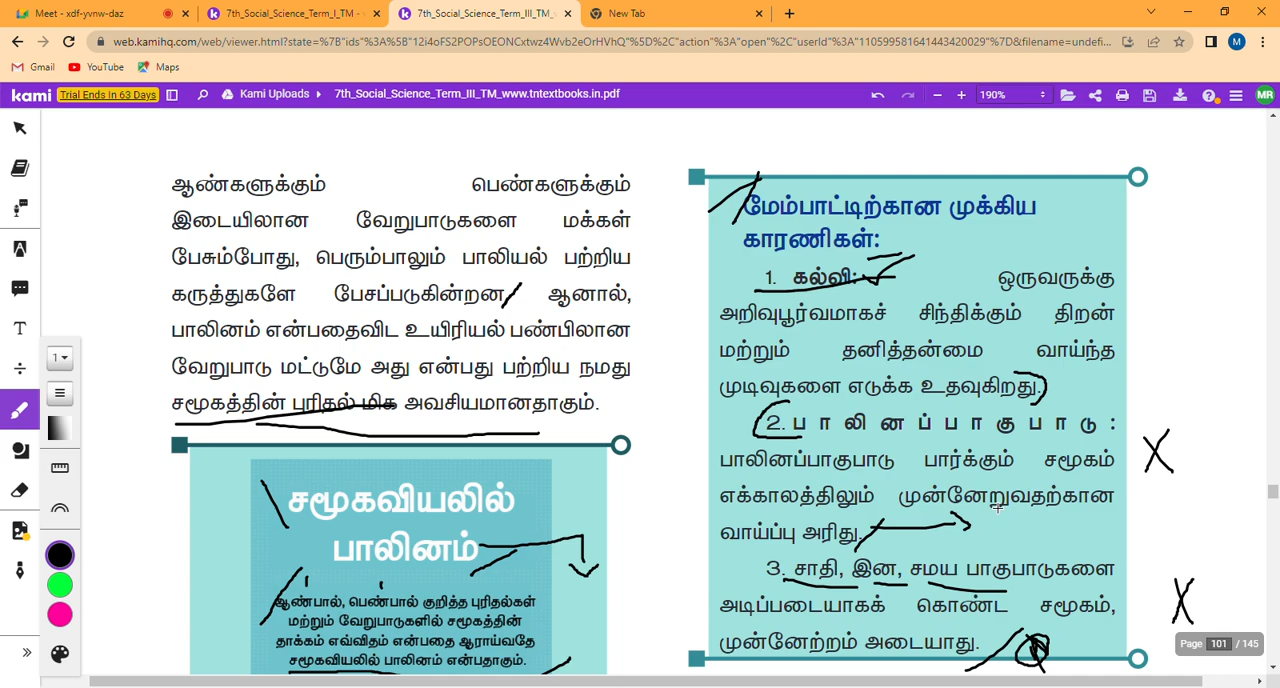 Meet - xdf-yvnw-daz
7th_Social_Science_Term_I_TM -
7th_Social_Science_Term_III_TM_
New Tab
web.kamihq.com/web/viewer.html?state=%7B"ids"%3A%5B"12i4oFS2POPsOEONCxtwz4Wvb2eOrHVhQ"%5D%2C"action"%3A"open"%2C"userId"%3A"110599581641443420029"%7D&filename=undefi...
Gmail
YouTube
Maps
kami
Trial Ends In 63 Days
Kami Uploads
7th_Social_Science_Term_III_TM_www.tntextbooks.in.pdf
190%
MR
M
ஆண்களுக்கும் பெண்களுக்கும்
இடையிலான வேறுபாடுகளை மக்கள்
பேசும்போது, பெரும்பாலும் பாலியல் பற்றிய
கருத்துகளே பேசப்படுகின்றன ஆனால்,
பாலினம் என்பதைவிட உயிரியல் பண்பிலான
வேறுபாடு மட்டுமே அது என்பது பற்றிய நமது
சமூகத்தின் புரிதல் மிக அவசியமானதாகும்.
சமூகவியலில்
பாலினம்
ஆண்பால், பெண்பால் குறித்த புரிதல்கள்
மற்றும் வேறுபாடுகளில் சமூகத்தின்
தாக்கம் எவ்விதம் என்பதை ஆராய்வதே
சமூகவியலில் பாலினம் என்பதாகும்.
மேம்பாட்டிற்கான முக்கிய
காரணிகள்:
1. கல்வி: ஒருவருக்கு
அறிவுபூர்வமாகச் சிந்திக்கும் திறன்
மற்றும் தனித்தன்மை வாய்ந்த
முடிவுகளை எடுக்க உதவுகிறது.
2. பாலினப்பாகுபாடு:
பாலினப்பாகுபாடு பார்க்கும் சமூகம்
எக்காலத்திலும் முன்னேறுவதற்கான
வாய்ப்பு அரிது.
3. சாதி, இன, சமய பாகுபாடுகளை
அடிப்படையாகக் கொண்ட சமூகம்,
முன்னேற்றம் அடையாது.
X
X
1
T
Page 101 / 145